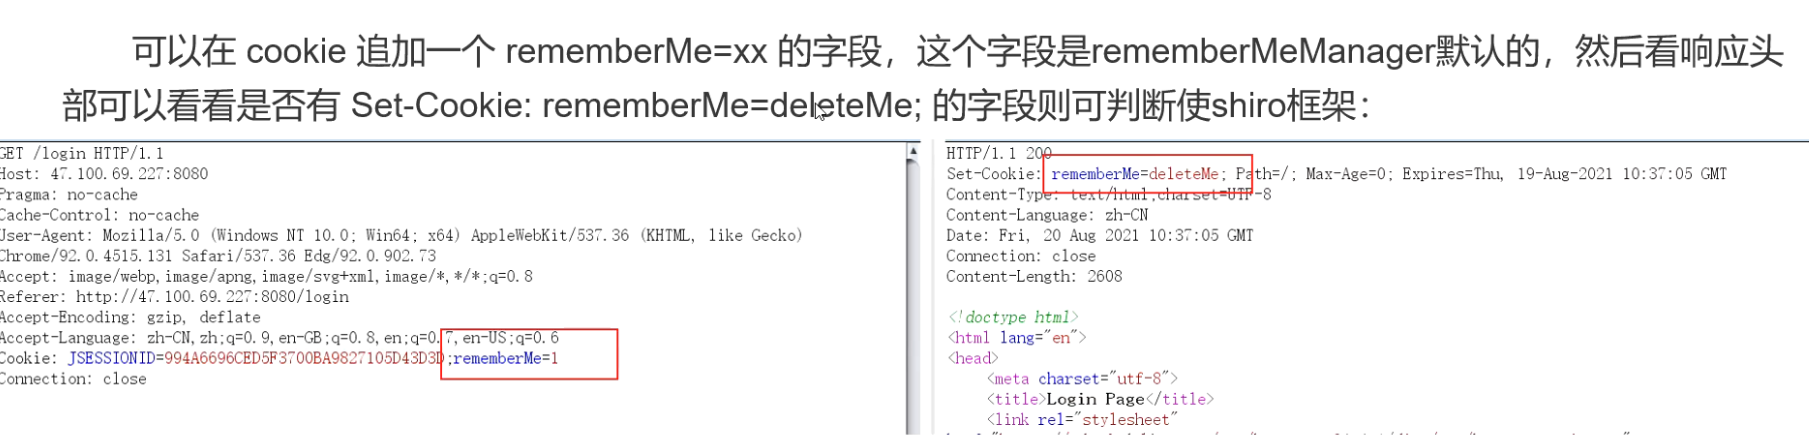 可以在 cookie 追加一个 rememberMe=xx 的字段，这个字段是rememberMeManager默认的，然后看响应头
部可以看看是否有 Set-Cookie: rememberMe=deleteMe; 的字段则可判断使shiro框架：
GET /login HTTP/1.1
Host: 47.100.69.227:8080
Pragma: no-cache
Cache-Control: no-cache
User-Agent: Mozilla/5.0 (Windows NT 10.0; Win64; x64) AppleWebKit/537.36 (KHTML, like Gecko)
Chrome/92.0.4515.131 Safari/537.36 Edg/92.0.902.73
Accept: image/webp,image/apng,image/svg+xml,image/*,*/*;q=0.8
Referer: http://47.100.69.227:8080/login
Accept-Encoding: gzip, deflate
Accept-Language: zh-CN,zh;q=0.9,en-GB;q=0.8,en;q=0.7,en-US;q=0.6
Cookie: JSESSIONID=994A6696CED5F3700BA9827105D43D3D;rememberMe=1
Connection: close
HTTP/1.1 200
Set-Cookie: rememberMe=deleteMe; Path=/; Max-Age=0; Expires=Thu, 19-Aug-2021 10:37:05 GMT
Content-Type: text/html;charset=UTF-8
Content-Language: zh-CN
Date: Fri, 20 Aug 2021 10:37:05 GMT
Connection: close
Content-Length: 2608
<!doctype html>
<html lang="en">
<head>
<meta charset="utf-8">
<title>Login Page</title>
<link rel="stylesheet"